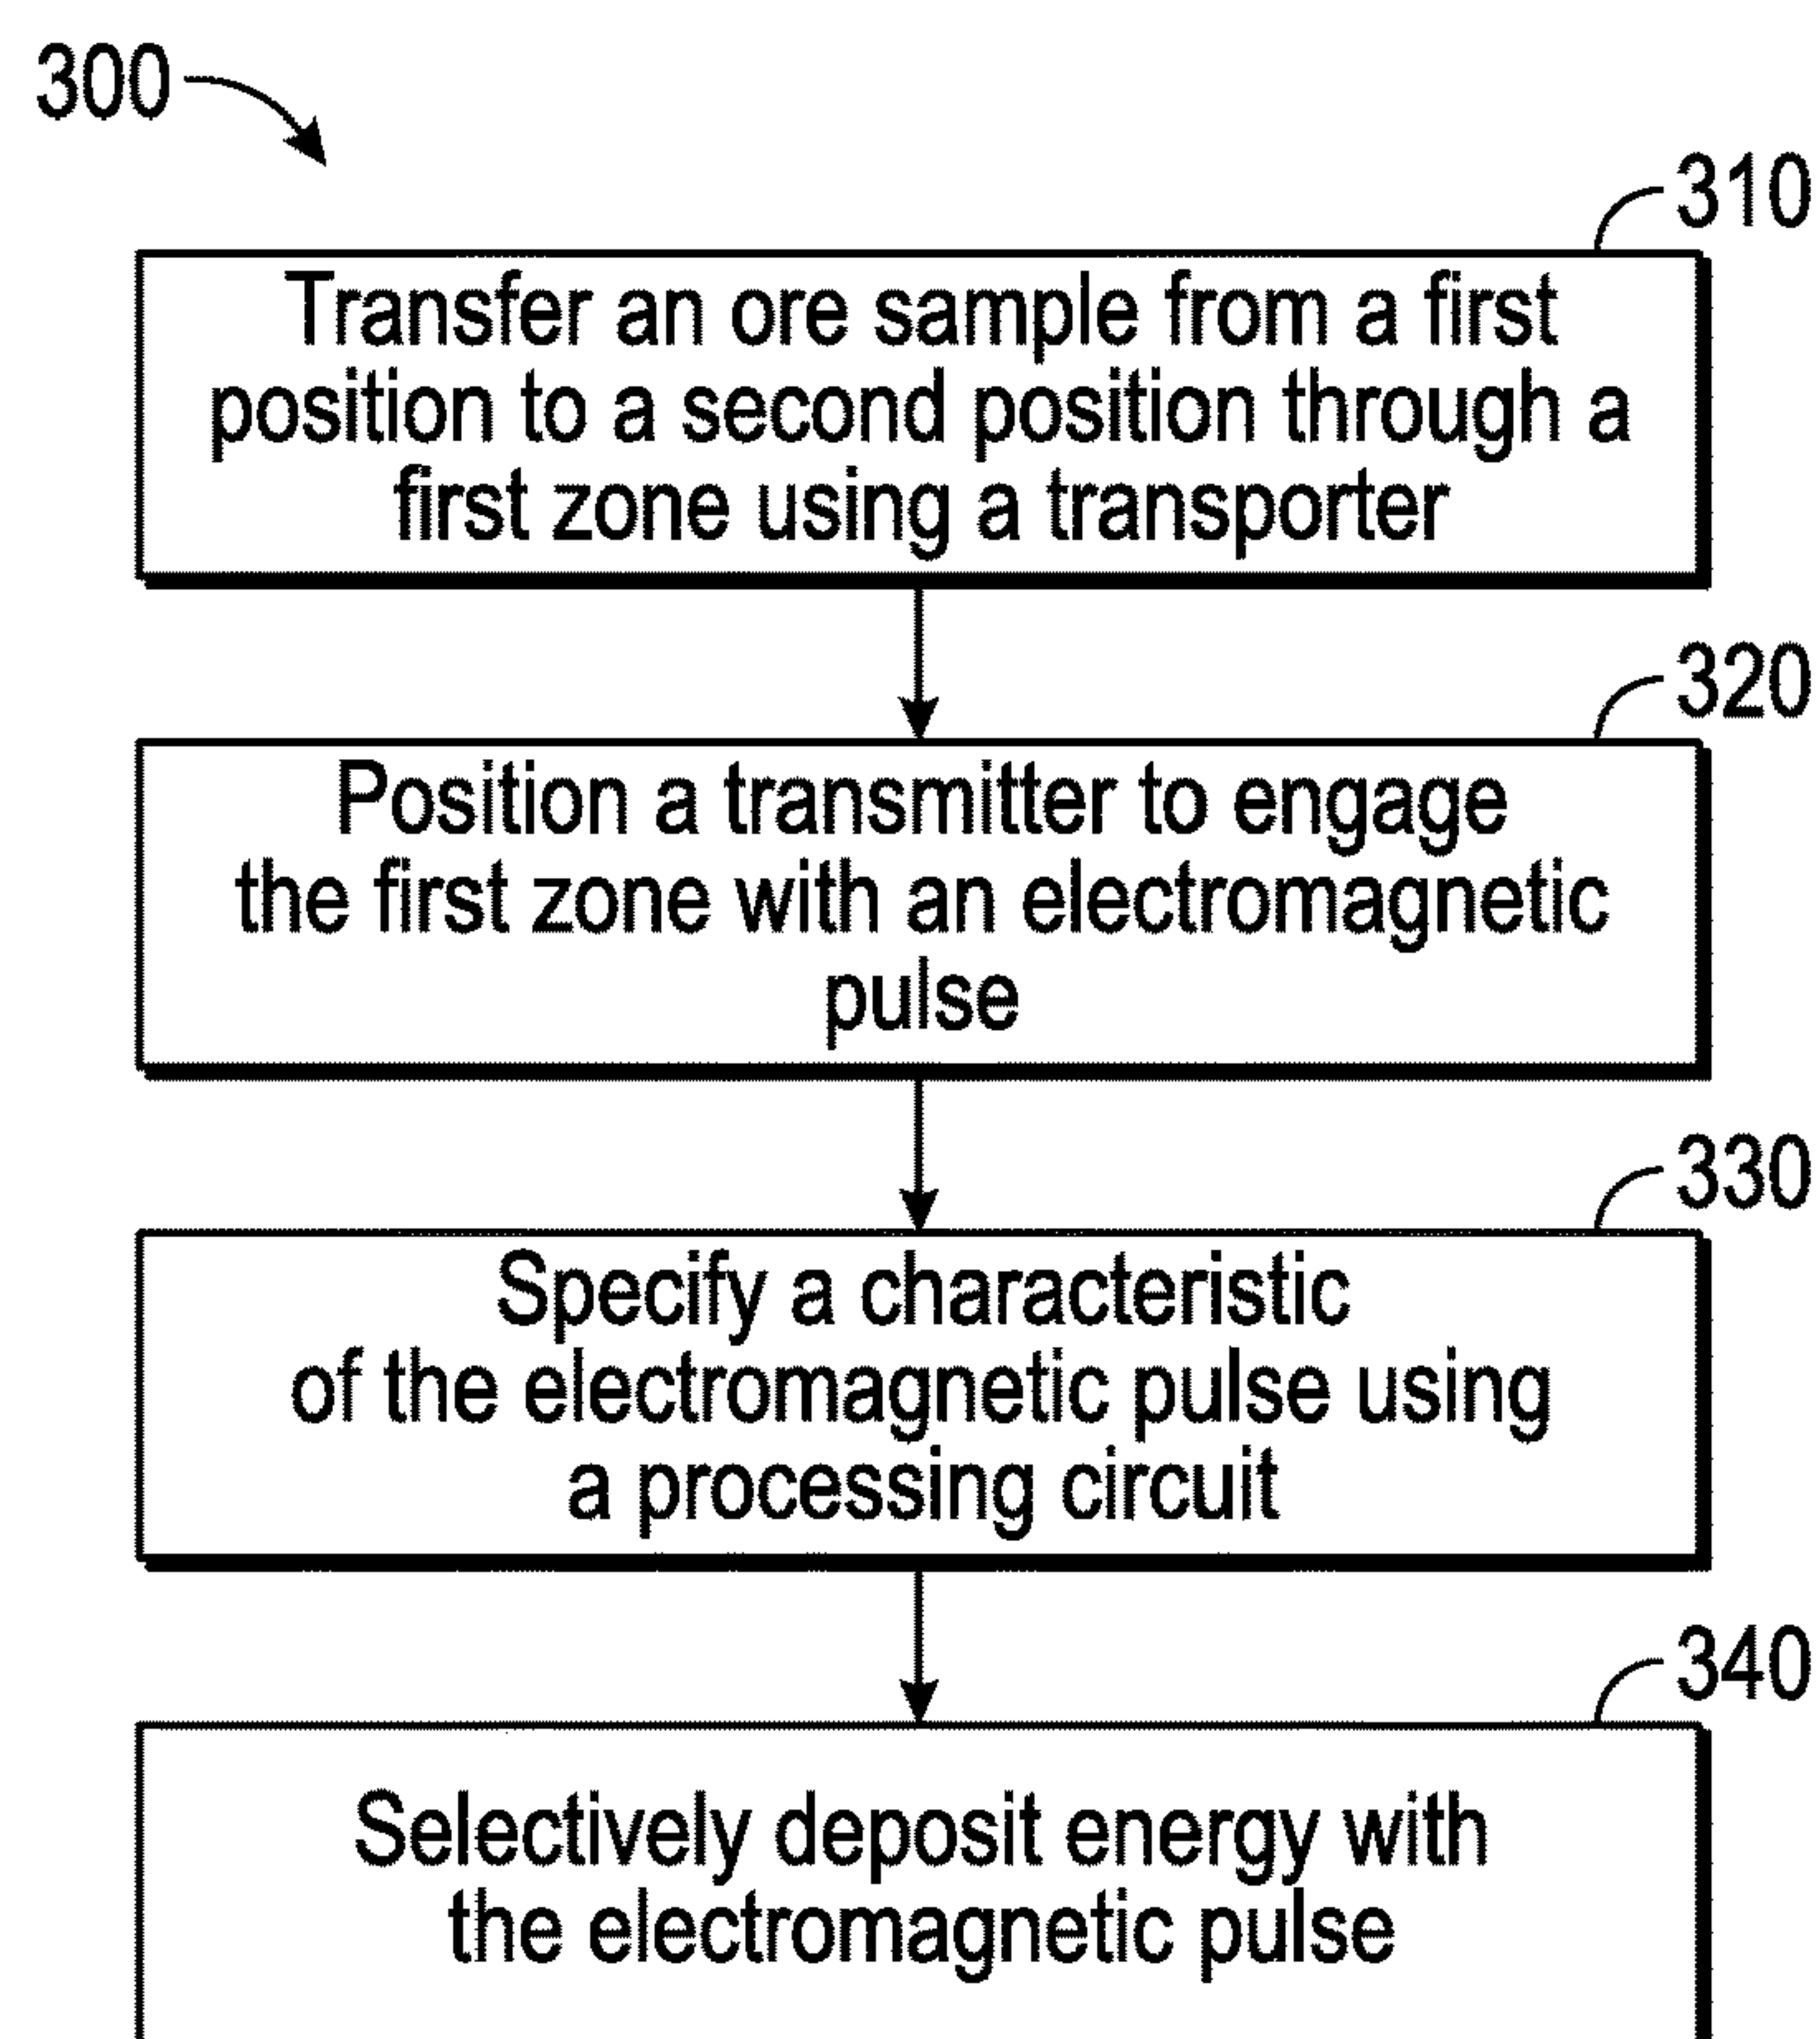 300
310
Transfer an ore sample from a first
position to a second position through a
first zone using a transporter
320
Position a transmitter to engage
the first zone with an electromagnetic
pulse
330
Specify a characteristic
of the electromagnetic pulse using
a processing circuit
340
Selectively deposit energy with
the electromagnetic pulse